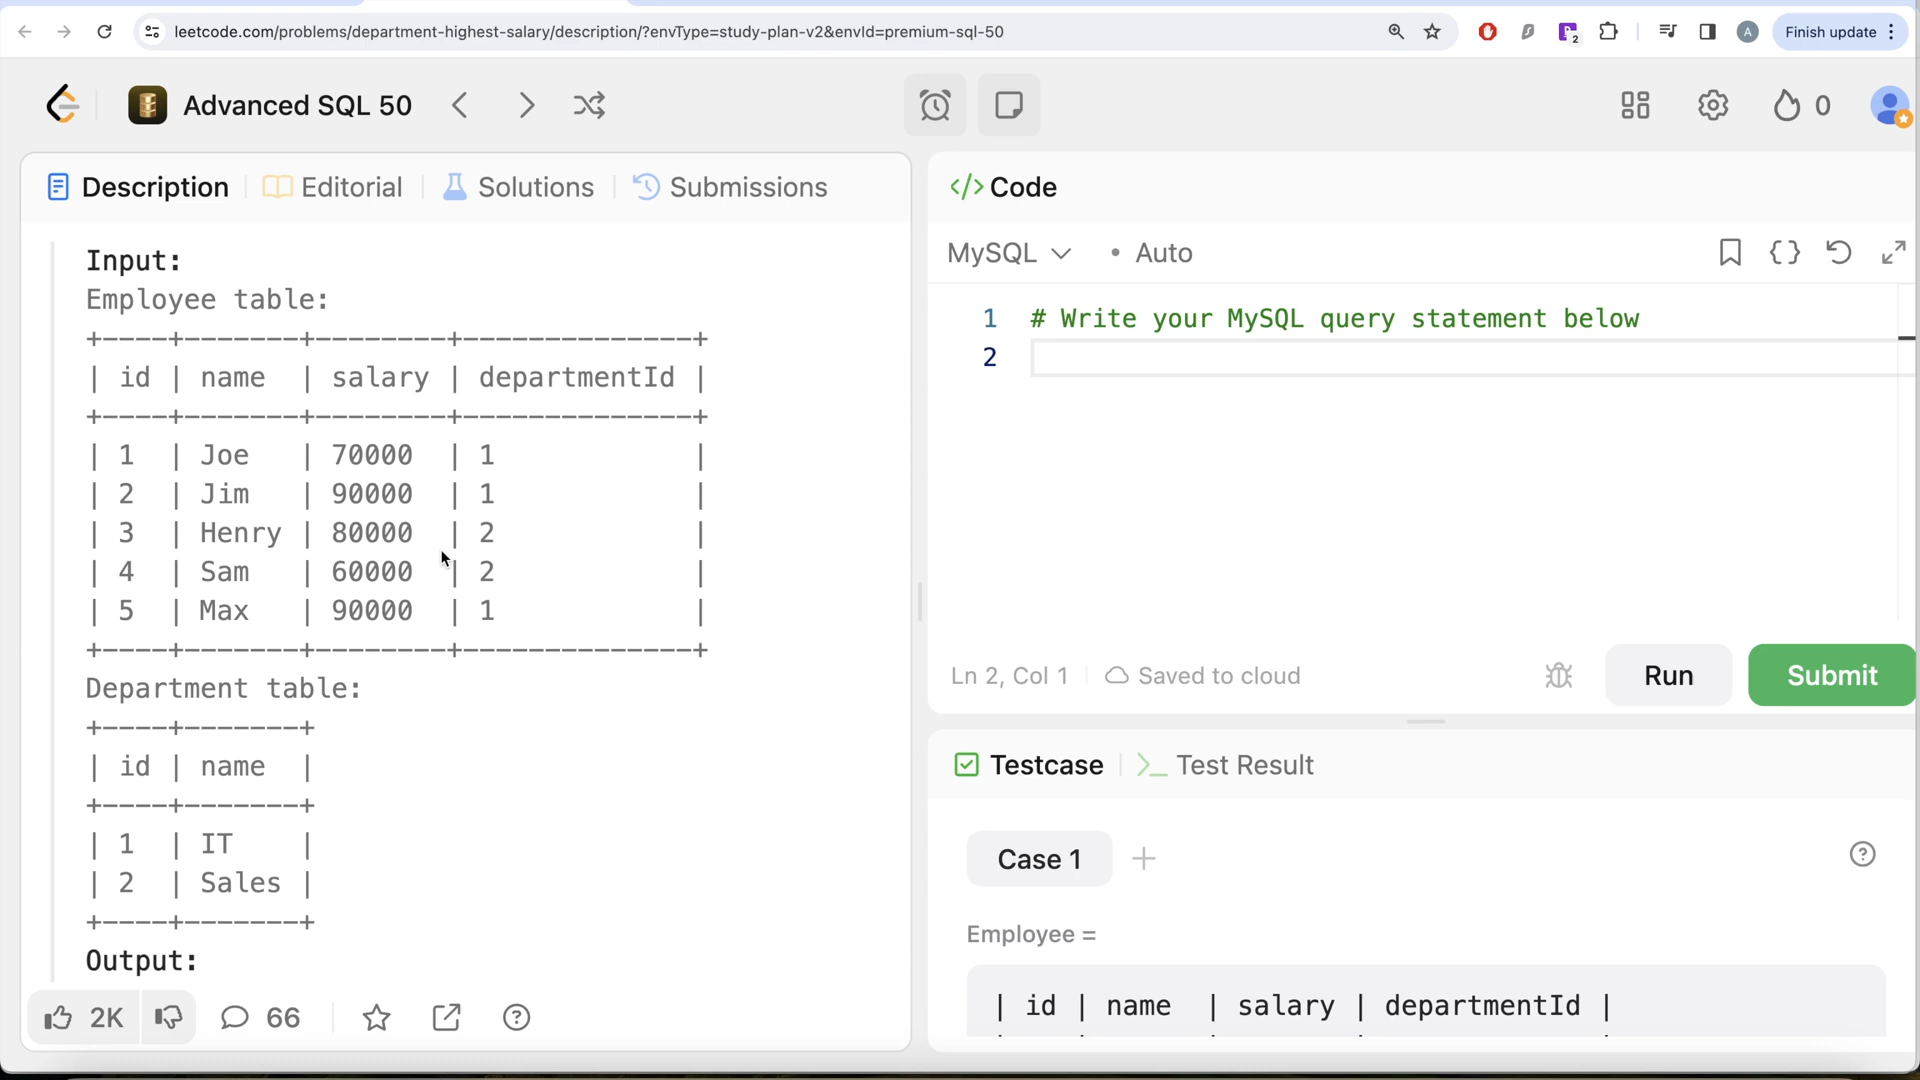 leetcode.com/problems/department-highest-salary/description/?envType=study-plan-v2&envId=premium-sql-50
2
A
Finish update
Advanced SQL 50
0
Description
Editorial
Solutions
Submissions
Input:
Employee table:
+----+-------+--------+--------------+
| id | name  | salary | departmentId |
+----+-------+--------+--------------+
| 1  | Joe   | 70000  | 1            |
| 2  | Jim   | 90000  | 1            |
| 3  | Henry | 80000  | 2            |
| 4  | Sam   | 60000  | 2            |
| 5  | Max   | 90000  | 1            |
+----+-------+--------+--------------+
Department table:
+----+-------+
| id | name  |
+----+-------+
| 1  | IT    |
| 2  | Sales |
+----+-------+
Output:
2K
66
</> Code
MySQL
• Auto
1 # Write your MySQL query statement below
2
Ln 2, Col 1
Saved to cloud
Run
Submit
Testcase
>_ Test Result
Case 1
Employee =
| id | name  | salary | departmentId |